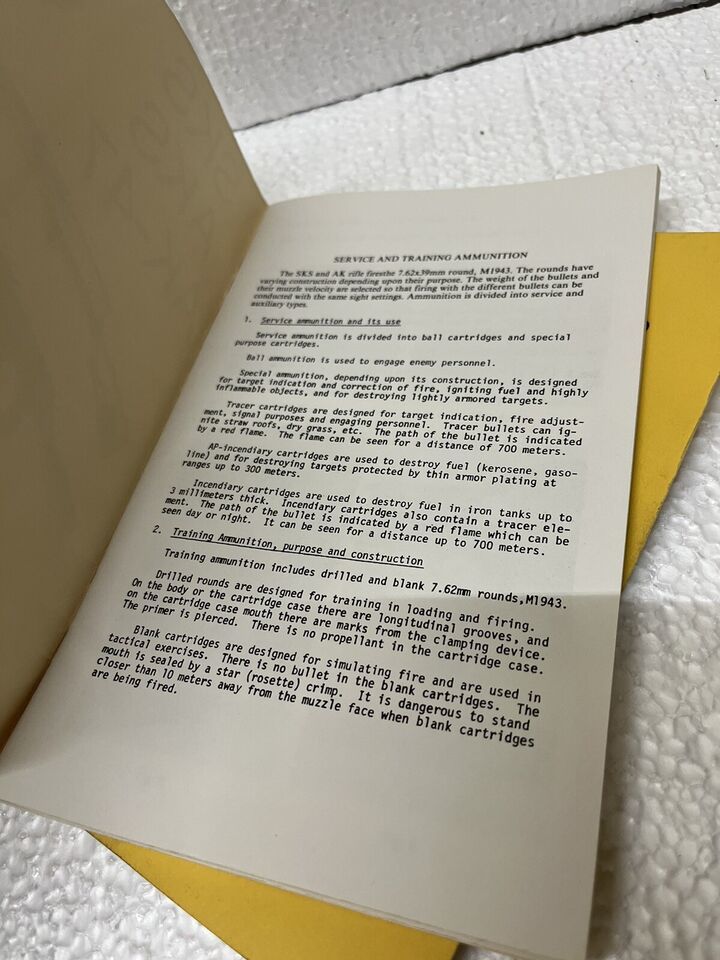 SERVICE AND TRAINING AMMUNITION
The SKS and AK rifle firesthe 7.62x39mm round, M1943. The rounds have
varying construction depending upon their purpose. The weight of the bullets and
their muzzle velocity are selected so that firing with the different bullets can be
conducted with the same sight settings. Ammunition is divided into service and
auxiliary types.
1. Service ammunition and its use
Service ammunition is divided into ball cartridges and special
purpose cartridges.
Ball ammunition is used to engage enemy personnel.
Special ammunition, depending upon its construction, is designed
for target indication and correction of fire, igniting fuel and highly
inflammable objects, and for destroying lightly armored targets.
Tracer cartridges are designed for target indication, fire adjust-
ment, signal purposes and engaging personnel. Tracer bullets can ig-
nite straw roofs, dry grass, etc. The path of the bullet is indicated
by a red flame. The flame can be seen for a distance of 700 meters.
AP-incendiary cartridges are used to destroy fuel (kerosene, gaso-
line) and for destroying targets protected by thin armor plating at
ranges up to 300 meters.
Incendiary cartridges are used to destroy fuel in iron tanks up to
3 millimeters thick. Incendiary cartridges also contain a tracer ele-
ment. The path of the bullet is indicated by a red flame which can be
seen day or night. It can be seen for a distance up to 700 meters.
2. Training Ammunition, purpose and construction
Training ammunition includes drilled and blank 7.62mm rounds,M1943.
Drilled rounds are designed for training in loading and firing.
On the body or the cartridge case there are longitudinal grooves, and
on the cartridge case mouth there are marks from the clamping device.
The primer is pierced. There is no propellant in the cartridge case.
Blank cartridges are designed for simulating fire and are used in
tactical exercises. There is no bullet in the blank cartridges. The
mouth is sealed by a star (rosette) crimp. It is dangerous to stand
closer than 10 meters away from the muzzle face when blank cartridges
are being fired.